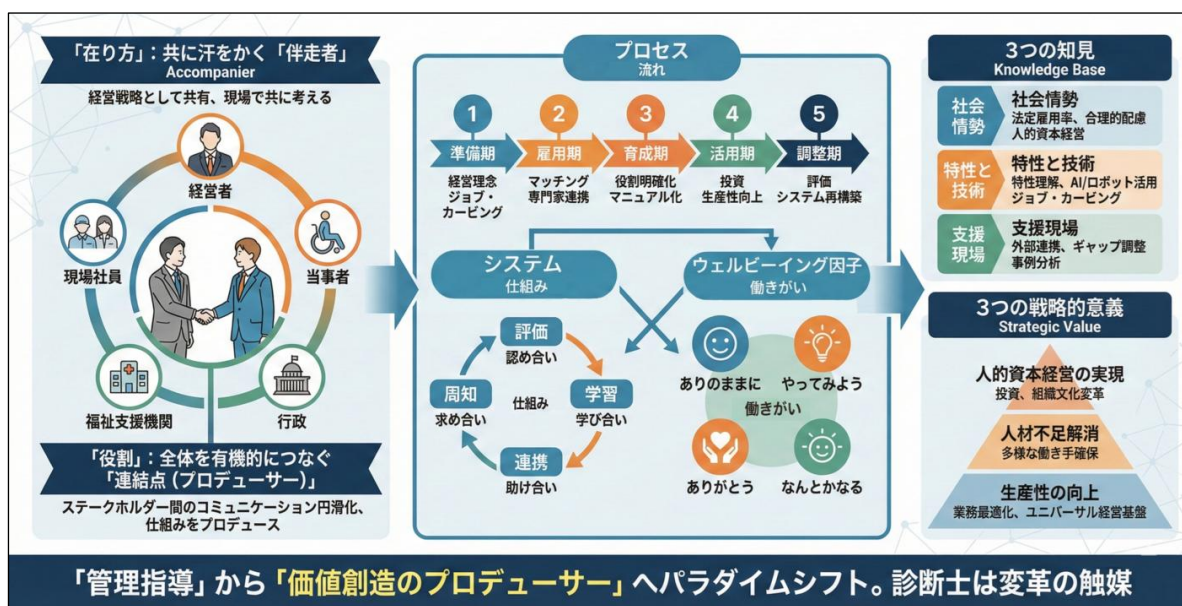 「在り方」：共に汗をかく「伴走者」
Accompanier
経営戦略として共有、現場で共に考える
経営者
現場社員
当事者
福祉支援機関
行政
「役割」：全体を有機的につなぐ
「連結点（プロデューサー）」
ステークホルダー間のコミュニケーション円滑化、
仕組みをプロデュース
プロセス
流れ
1
準備期
経営理念
ジョブ・
カービング
2
雇用期
マッチング
専門家連携
3
育成期
役割明確化
マニュアル化
4
活用期
投資
生産性向上
5
調整期
評価
システム再構築
システム
仕組み
ウェルビーイング因子
働きがい
評価
認め合い
周知
求め合い
仕組み
学習
学び合い
連携
助け合い
ありのままに
やってみよう
働きがい
ありがとう
なんとかなる
3つの知見
Knowledge Base
社会
情勢
社会情勢
法定雇用率、合理的配慮
人的資本経営
特性と
技術
特性と技術
特性理解、AI/ロボット活用
ジョブ・カービング
支援
現場
支援現場
外部連携、ギャップ調整
事例分析
3つの戦略的意義
Strategic Value
人的資本経営の実現
投資、組織文化変革
人材不足解消
多様な働き手確保
生産性の向上
業務最適化、ユニバーサル経営基盤
「管理指導」から「価値創造のプロデューサー」へパラダイムシフト。診断士は変革の触媒